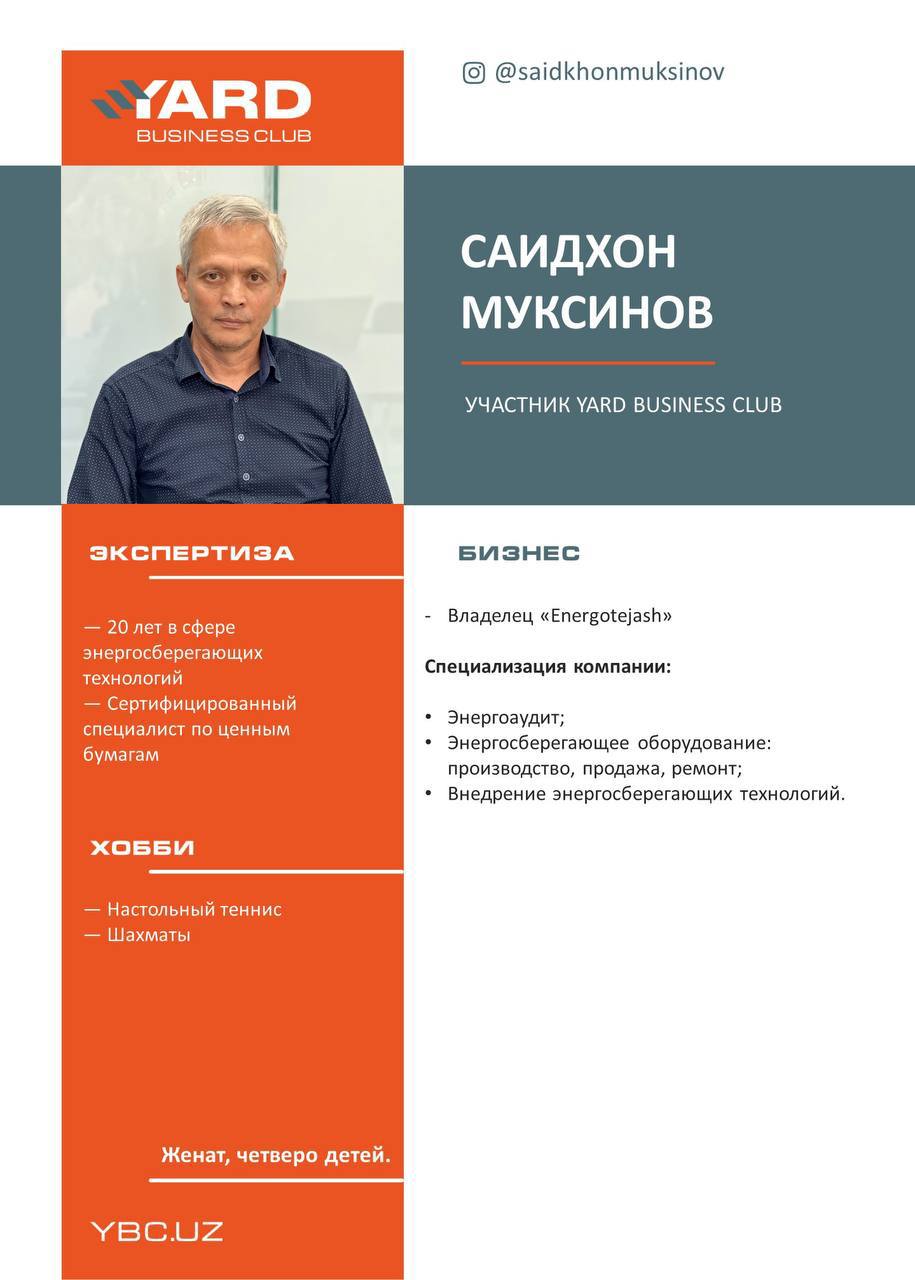 YARD
BUSINESS CLUB
@saidkhonmuksinov
САИДХОН
МУКСИНОВ
УЧАСТНИК YARD BUSINESS CLUB
ЭКСПЕРТИЗА
— 20 лет в сфере
энергосберегающих
технологий
— Сертифицированный
специалист по ценным
бумагам
ХОББИ
— Настольный теннис
— Шахматы
Женат, четверо детей.
YBC.UZ
БИЗНЕС
- Владелец «Energotejash»
Специализация компании:
• Энергоаудит;
• Энергосберегающее оборудование:
производство, продажа, ремонт;
• Внедрение энергосберегающих технологий.